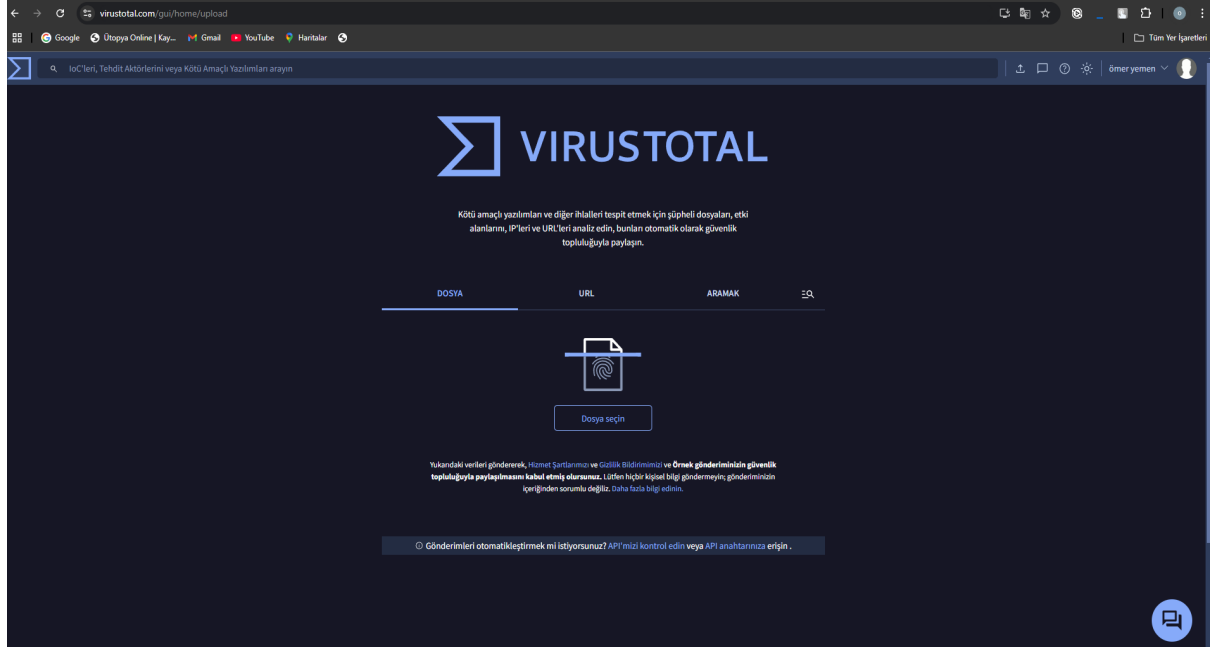 virustotal.com/gui/home/upload
Google Ütopya Online | Kay... Gmail YouTube Haritalar Tüm Yer İşaretleri
IoC'leri, Tehdit Aktörlerini veya Kötü Amaçlı Yazılımları arayın ömer yemen
VIRUSTOTAL
Kötü amaçlı yazılımları ve diğer ihlalleri tespit etmek için şüpheli dosyaları, etki
alanlarını, IP'leri ve URL'leri analiz edin, bunları otomatik olarak güvenlik
topluluğuyla paylaşın.
DOSYA URL ARAMAK
Dosya seçin
Yukarıdaki verileri göndererek, Hizmet Şartlarımızı ve Gizlilik Bildirimimizi ve Örnek gönderiminizin güvenlik
topluluğuyla paylaşılmasını kabul etmiş olursunuz. Lütfen hiçbir kişisel bilgi göndermeyin; gönderiminizin
içeriğinden sorumlu değiliz. Daha fazla bilgi edinin.
Gönderimleri otomatikleştirmek mi istiyorsunuz? API'mizi kontrol edin veya API anahtarınıza erişin .